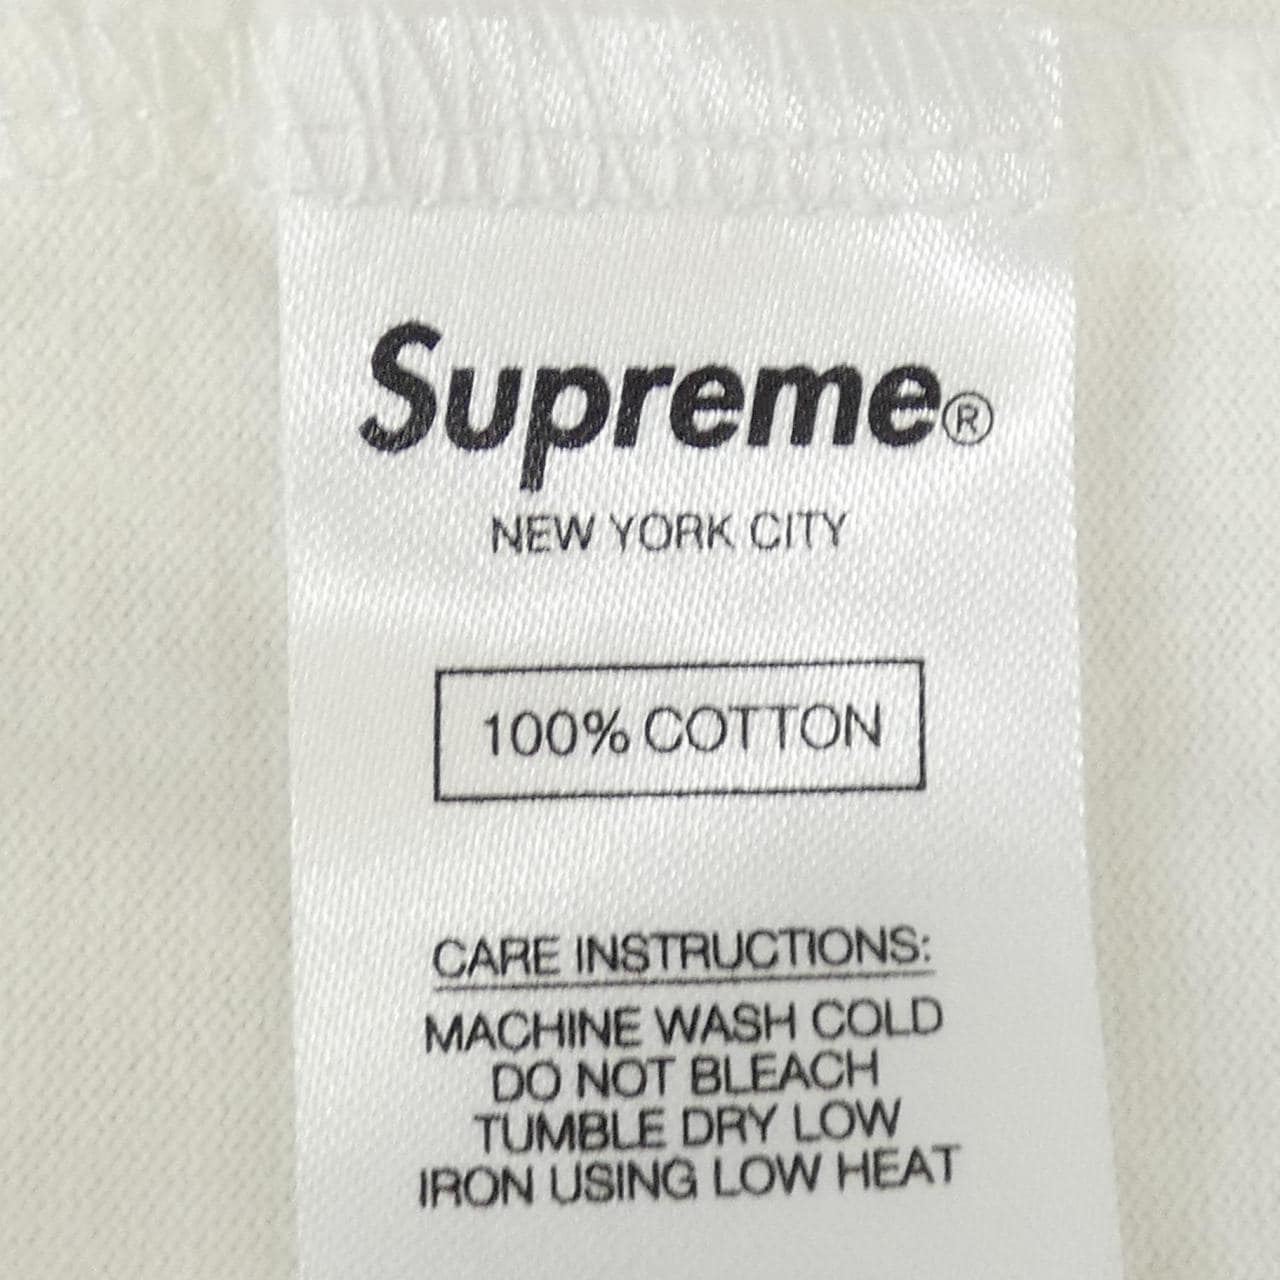 Supreme®
NEW YORK CITY
100% COTTON
CARE INSTRUCTIONS:
MACHINE WASH COLD
DO NOT BLEACH
TUMBLE DRY LOW
IRON USING LOW HEAT